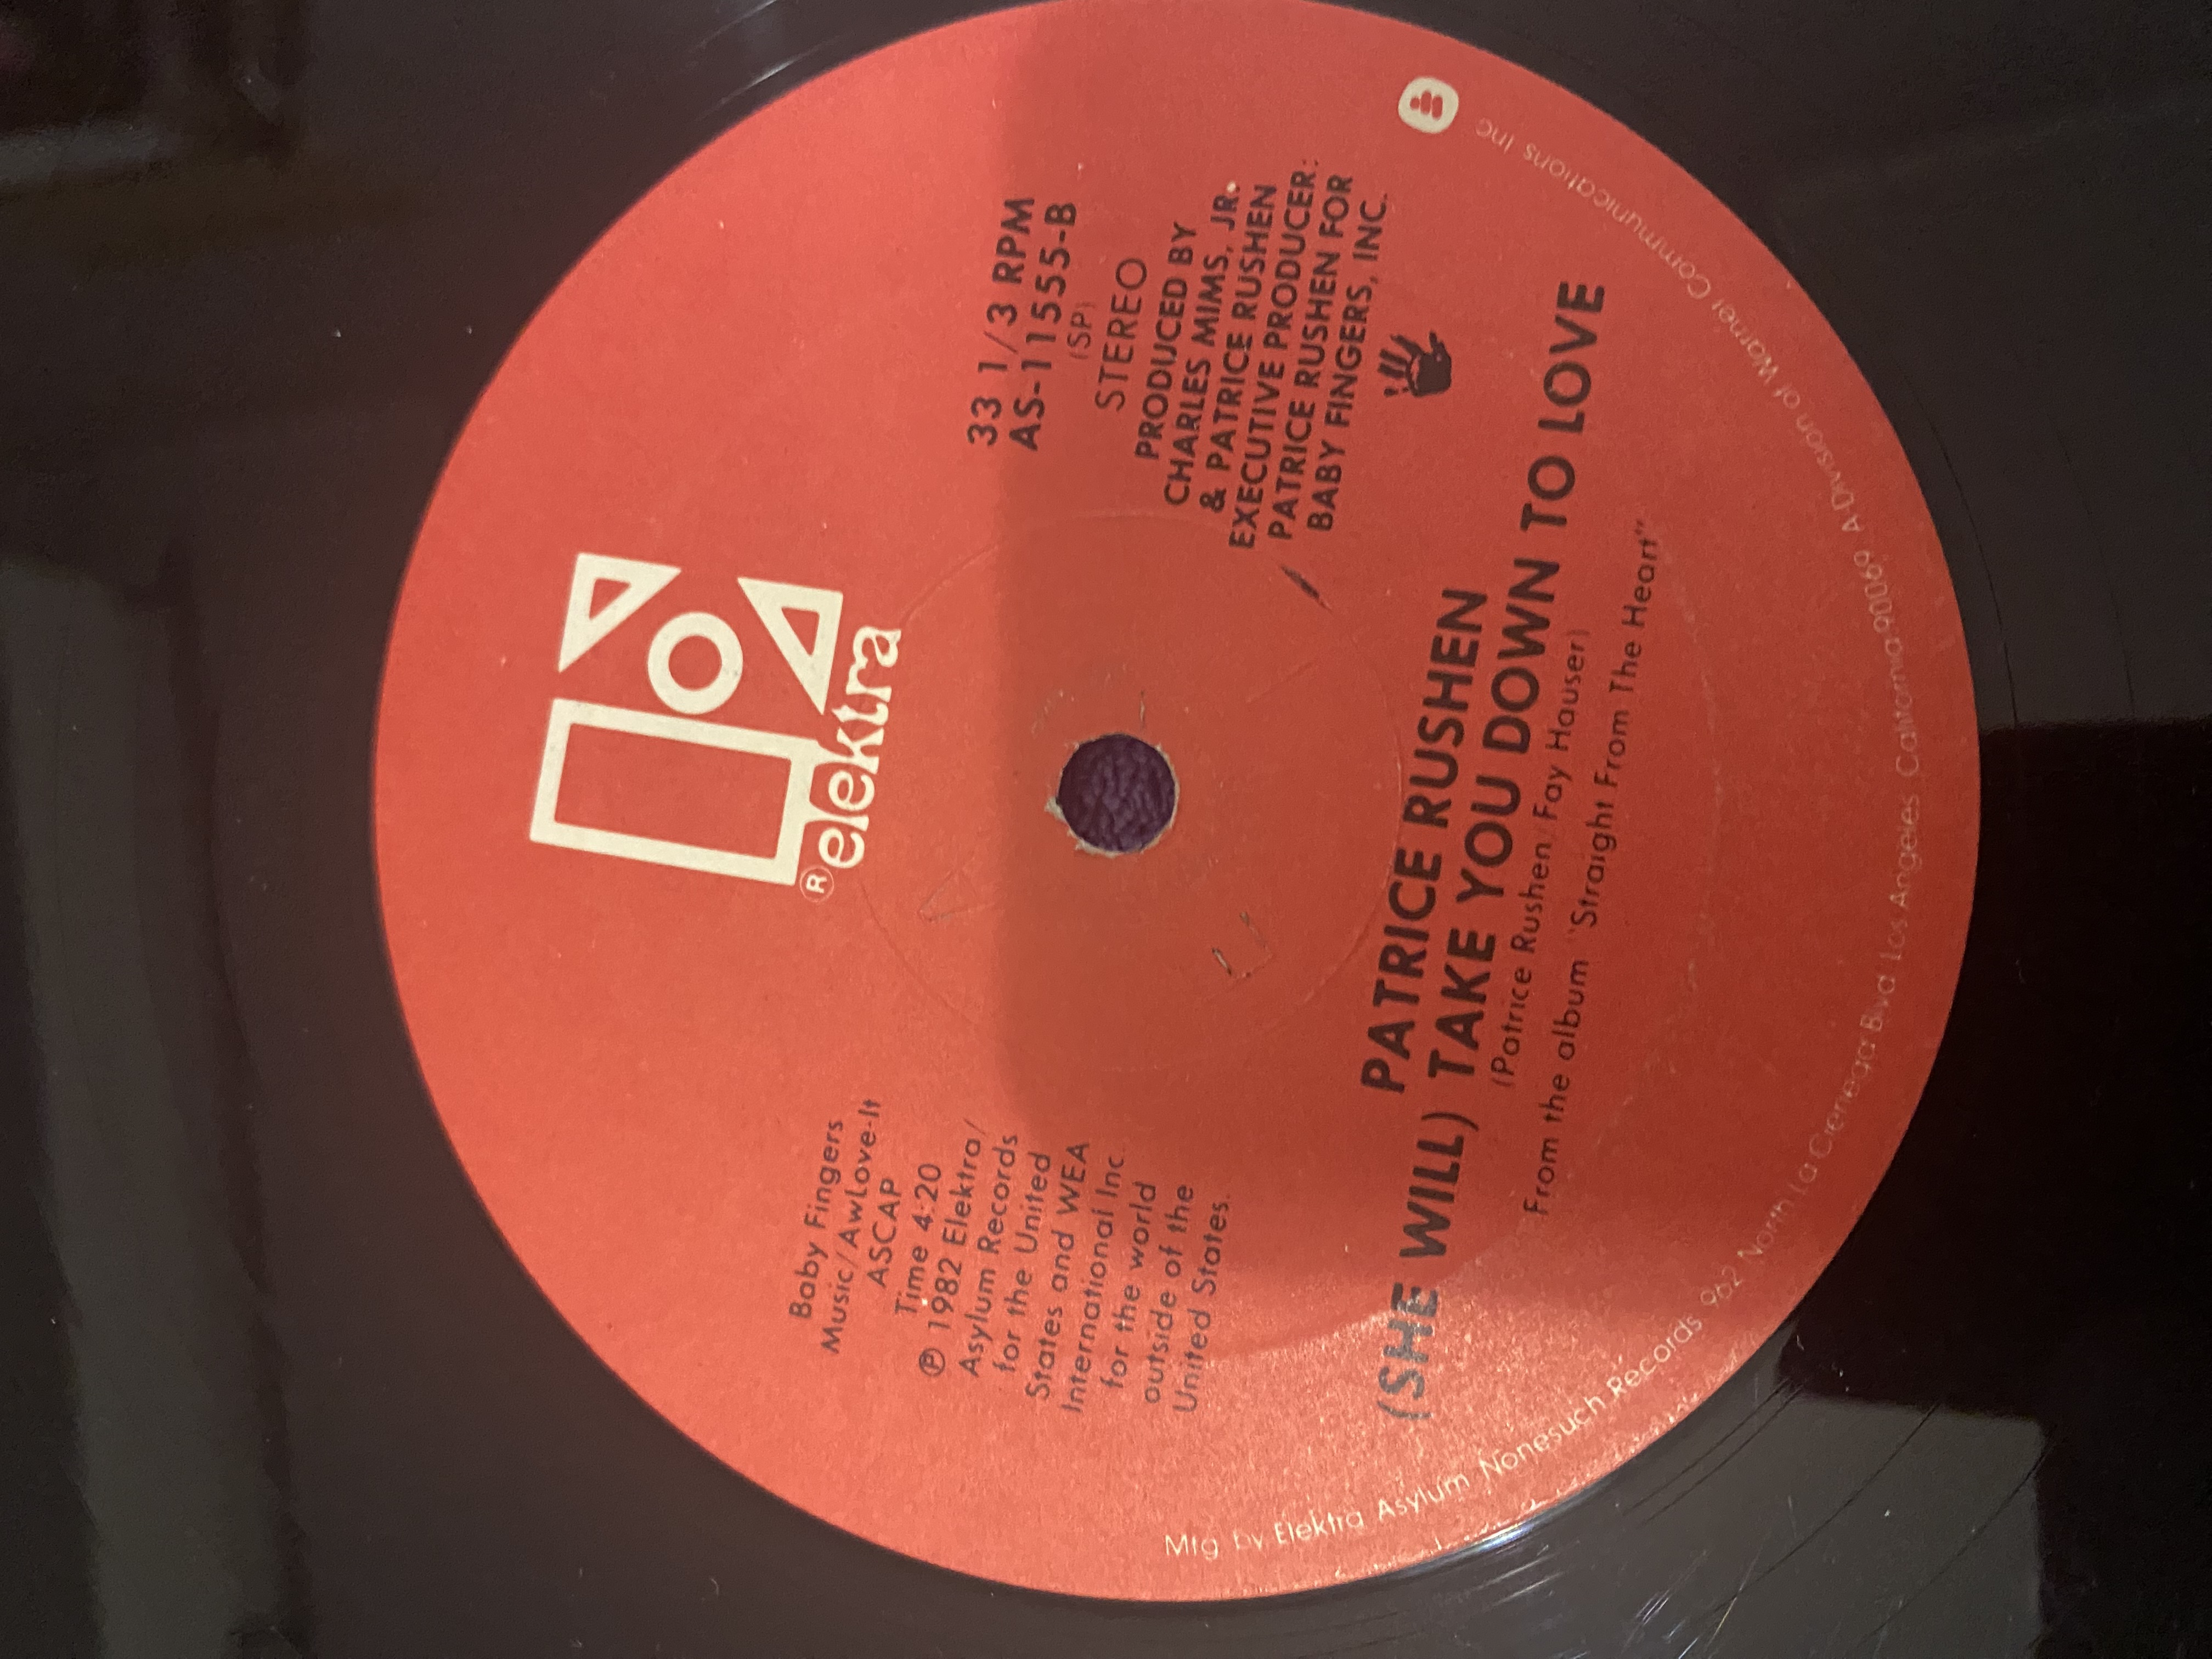 ® elektra
Baby Fingers
Music/AwLove-It
ASCAP
Time 4:20
℗ 1982 Elektra/
Asylum Records
for the United
States and WEA
International Inc.
for the world
outside of the
United States.
33 1/3 RPM
AS-11555-B
(SP)
STEREO
PRODUCED BY
CHARLES MIMS, JR.
& PATRICE RUSHEN
EXECUTIVE PRODUCER:
PATRICE RUSHEN FOR
BABY FINGERS, INC.
PATRICE RUSHEN
(SHE WILL) TAKE YOU DOWN TO LOVE
(Patrice Rushen/Fay Hauser)
From the album "Straight From The Heart"
Mfg by Elektra Asylum Nonesuch Records 962 North La Cienega Blvd Los Angeles California 90069 A Division of Warner Communications Inc